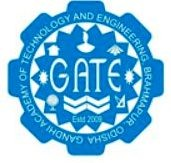 GANDHI ACADEMY OF TECHNOLOGY AND ENGINEERING, BRAHMAPUR, ODISHA
GATE
Estd 2009